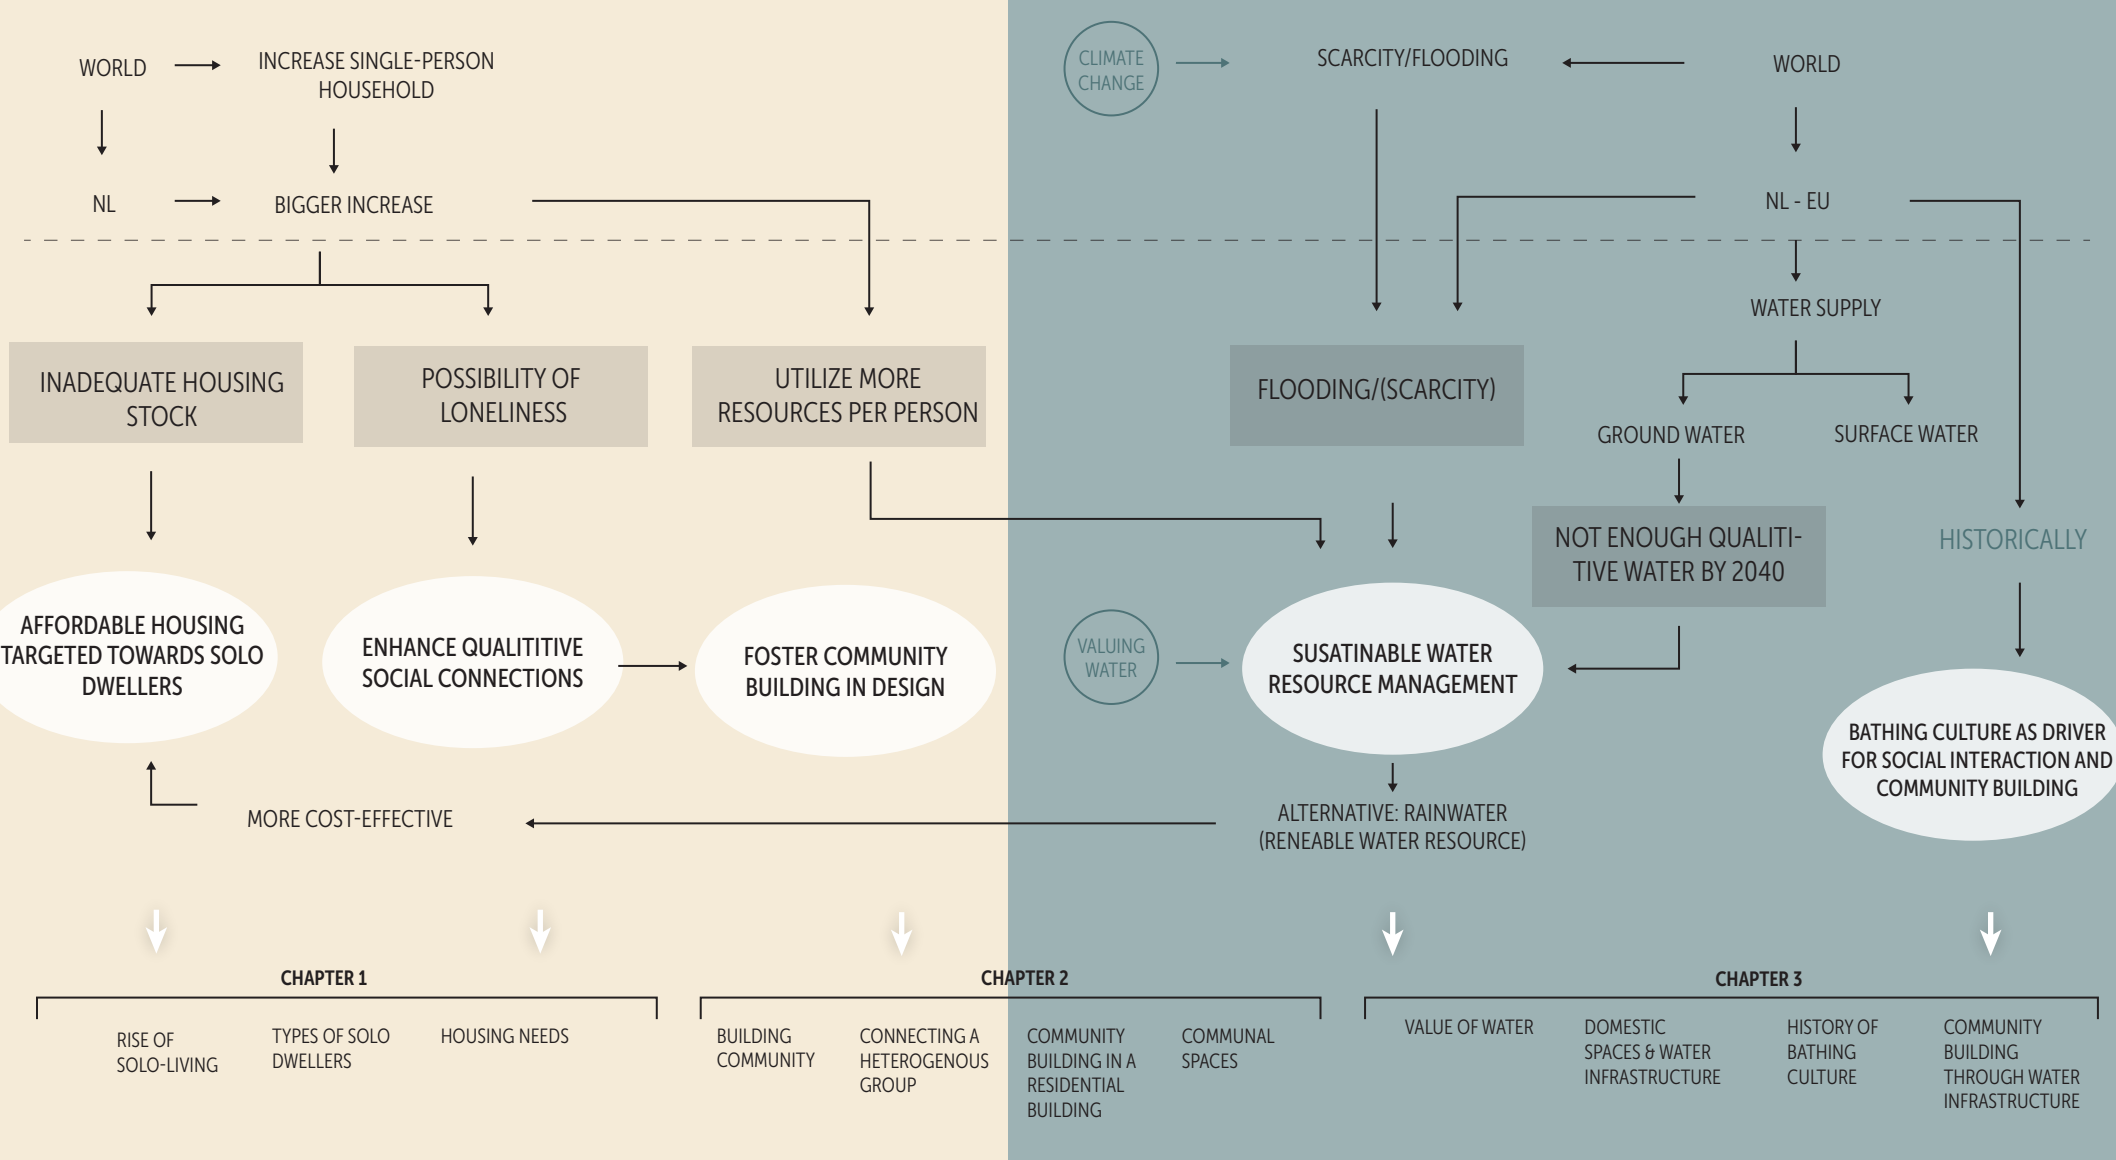 WORLD
INCREASE SINGLE-PERSON
HOUSEHOLD
NL
BIGGER INCREASE
CLIMATE
CHANGE
SCARCITY/FLOODING
WORLD
NL - EU
WATER SUPPLY
INADEQUATE HOUSING
STOCK
POSSIBILITY OF
LONELINESS
UTILIZE MORE
RESOURCES PER PERSON
FLOODING/(SCARCITY)
GROUND WATER
SURFACE WATER
NOT ENOUGH QUALITI-
TIVE WATER BY 2040
HISTORICALLY
AFFORDABLE HOUSING
TARGETED TOWARDS SOLO
DWELLERS
ENHANCE QUALITITIVE
SOCIAL CONNECTIONS
FOSTER COMMUNITY
BUILDING IN DESIGN
VALUING
WATER
SUSATINABLE WATER
RESOURCE MANAGEMENT
BATHING CULTURE AS DRIVER
FOR SOCIAL INTERACTION AND
COMMUNITY BUILDING
MORE COST-EFFECTIVE
ALTERNATIVE: RAINWATER
(RENEABLE WATER RESOURCE)
CHAPTER 1
RISE OF
SOLO-LIVING
TYPES OF SOLO
DWELLERS
HOUSING NEEDS
CHAPTER 2
BUILDING
COMMUNITY
CONNECTING A
HETEROGENOUS
GROUP
COMMUNITY
BUILDING IN A
RESIDENTIAL
BUILDING
COMMUNAL
SPACES
CHAPTER 3
VALUE OF WATER
DOMESTIC
SPACES & WATER
INFRASTRUCTURE
HISTORY OF
BATHING
CULTURE
COMMUNITY
BUILDING
THROUGH WATER
INFRASTRUCTURE